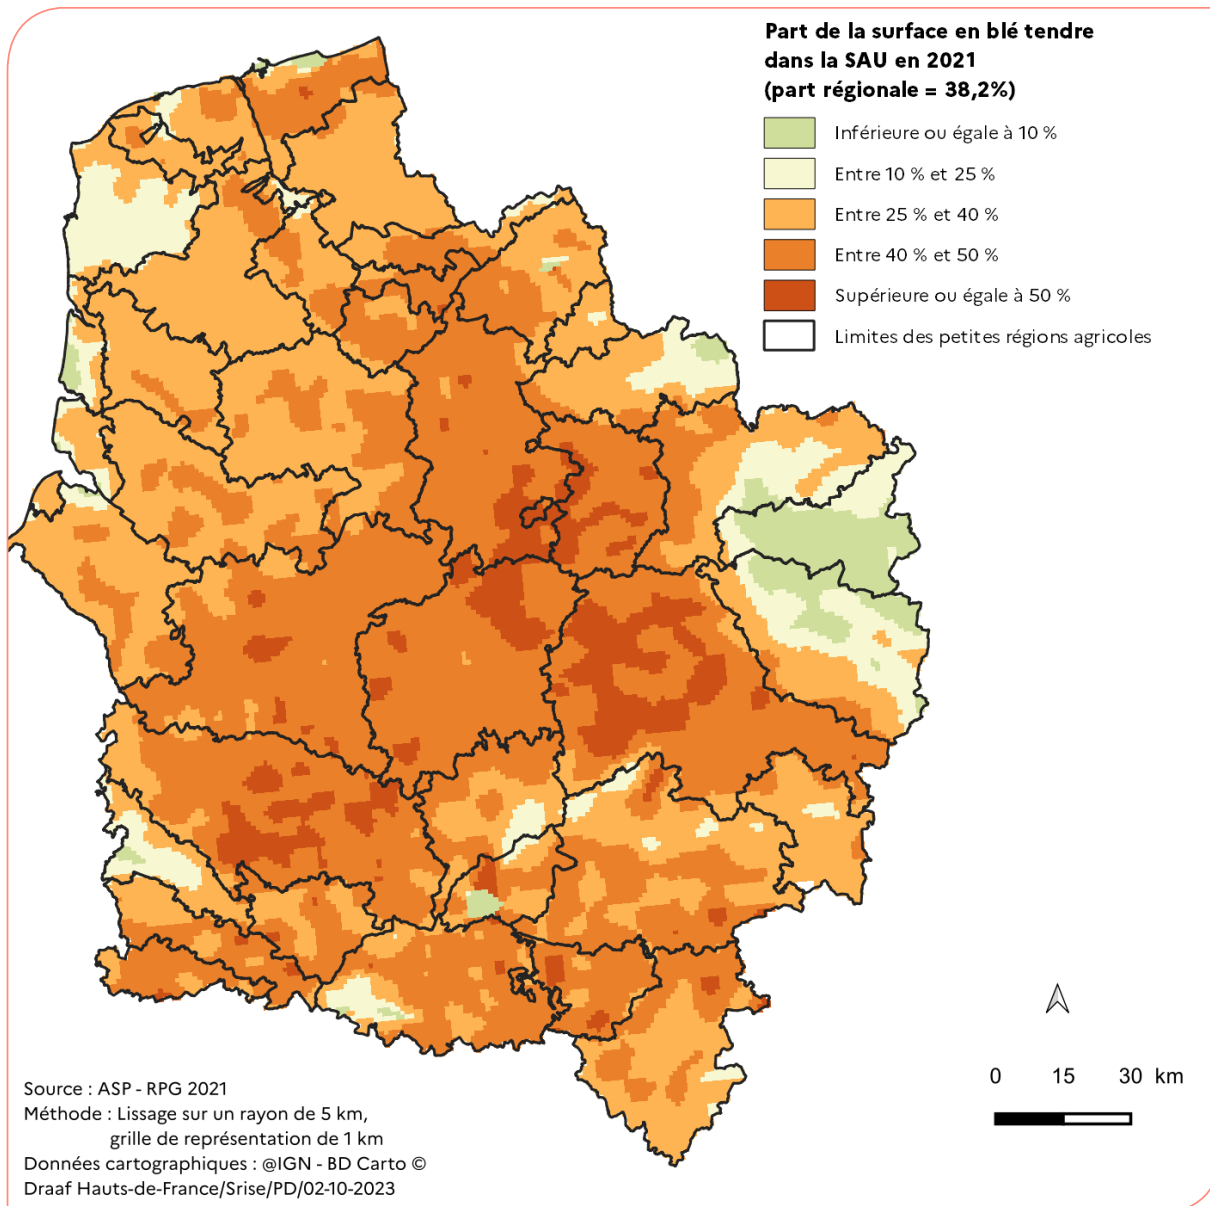 Part de la surface en blé tendre
dans la SAU en 2021
(part régionale = 38,2%)
Inférieure ou égale à 10 %
Entre 10 % et 25 %
Entre 25 % et 40 %
Entre 40 % et 50 %
Supérieure ou égale à 50 %
Limites des petites régions agricoles
0 15 30 km
Source : ASP - RPG 2021
Méthode : Lissage sur un rayon de 5 km,
grille de représentation de 1 km
Données cartographiques : @IGN - BD Carto ©
Draaf Hauts-de-France/Srise/PD/02-10-2023